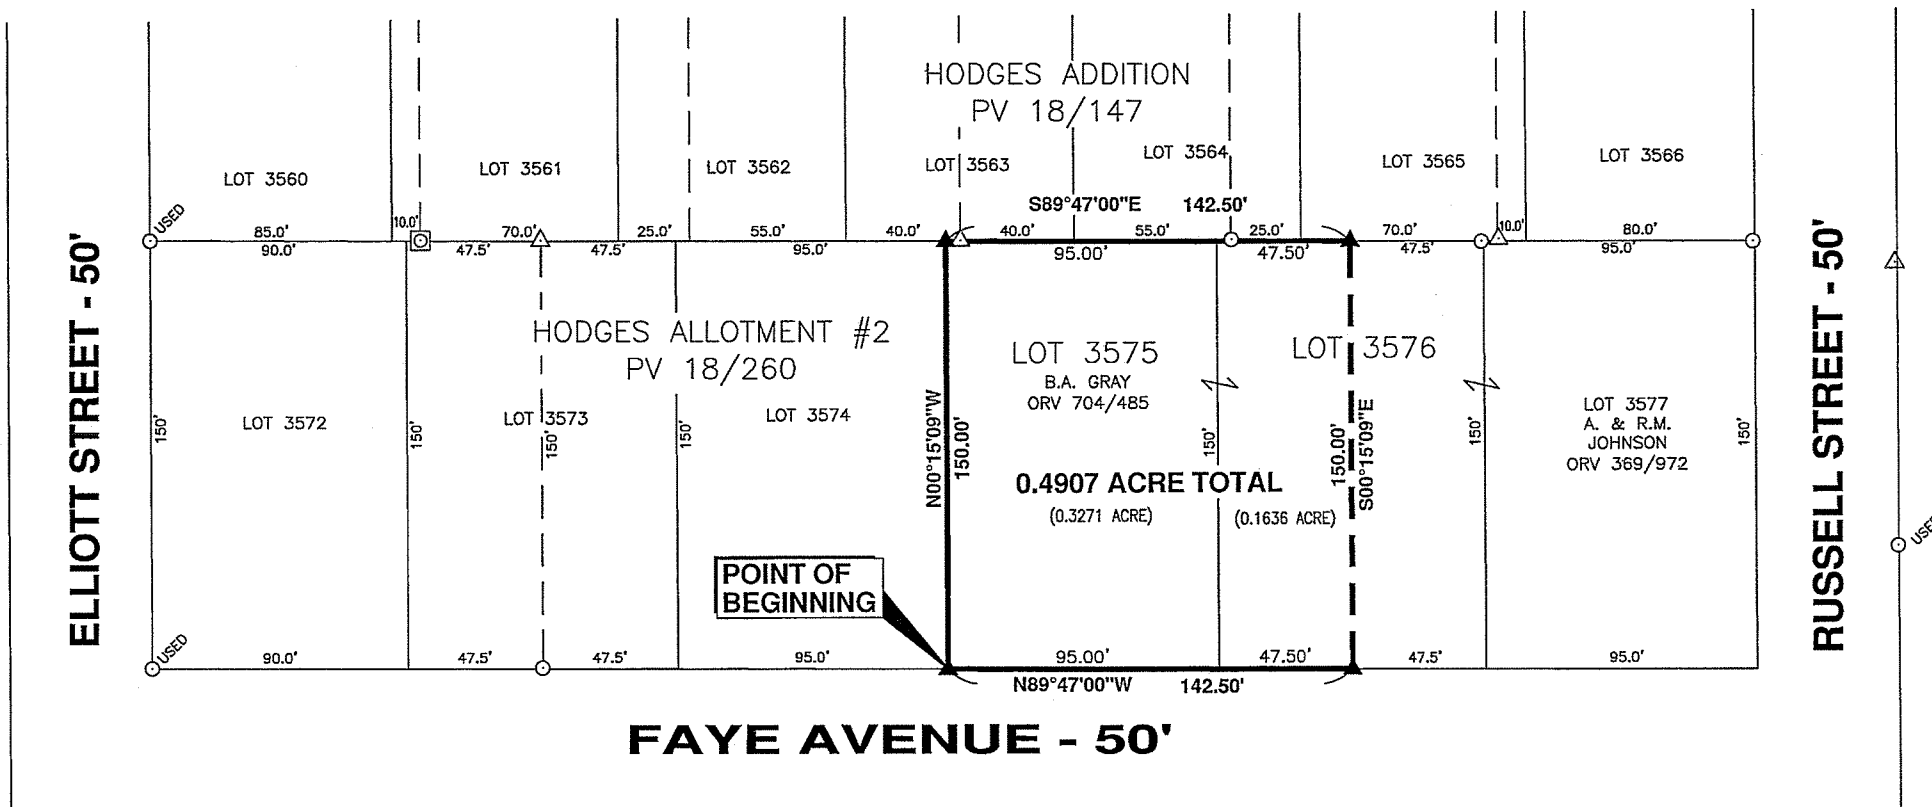 HODGES ADDITION
PV 18/147
LOT 3560
LOT 3561
LOT 3562
LOT 3563
LOT 3564
LOT 3565
LOT 3566
S89°47'00"E 142.50'
USED
85.0'
10.0'
70.0'
25.0'
55.0'
40.0'
40.0'
55.0'
25.0'
70.0'
10.0'
80.0'
90.0'
47.5'
47.5'
95.0'
95.00'
47.50'
47.5'
95.0'
ELLIOTT STREET - 50'
RUSSELL STREET - 50'
HODGES ALLOTMENT #2
PV 18/260
LOT 3572
LOT 3573
LOT 3574
LOT 3575
B.A. GRAY
ORV 704/485
LOT 3576
LOT 3577
A. & R.M.
JOHNSON
ORV 369/972
150'
150'
150'
150'
N00°15'09"W
150.00'
150'
150.00'
S00°15'09"E
150'
150'
0.4907 ACRE TOTAL
(0.3271 ACRE)
(0.1636 ACRE)
POINT OF
BEGINNING
USED
USED
90.0'
47.5'
47.5'
95.0'
95.00'
47.50'
47.5'
95.0'
N89°47'00"W 142.50'
FAYE AVENUE - 50'